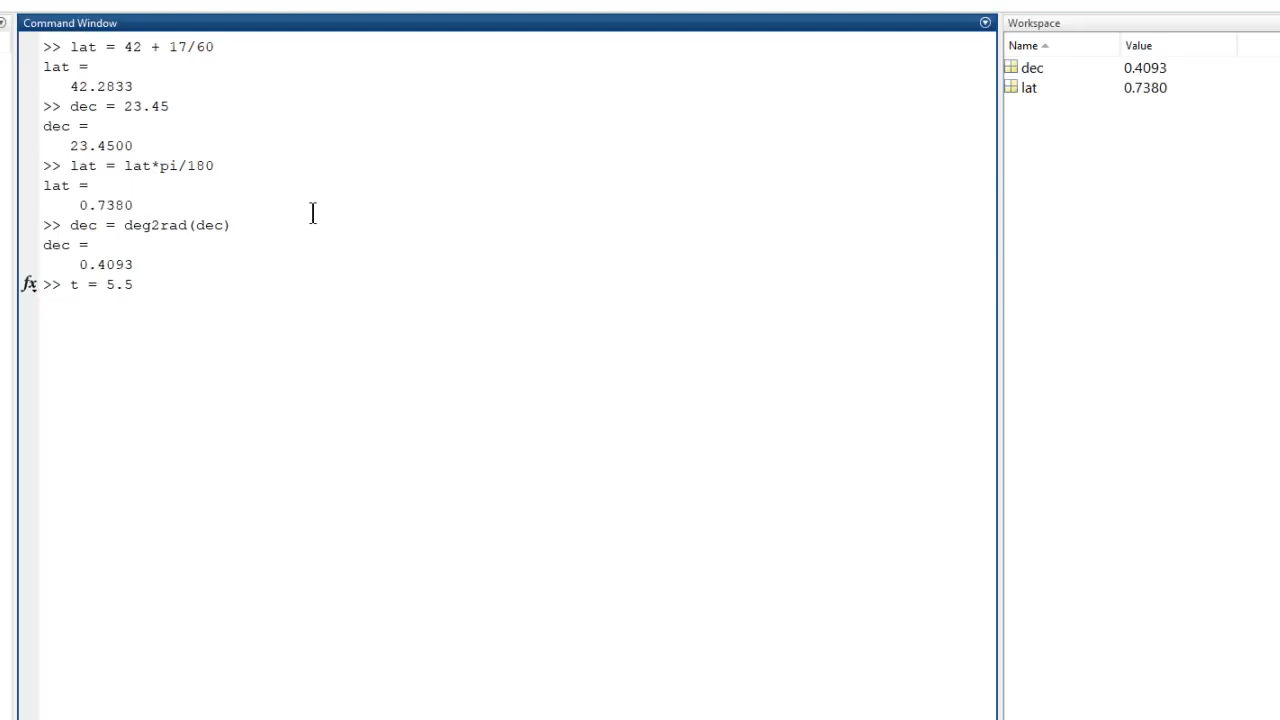 Command Window
>> lat = 42 + 17/60
lat =
42.2833
>> dec = 23.45
dec =
23.4500
>> lat = lat*pi/180
lat =
0.7380
>> dec = deg2rad(dec)
dec =
0.4093
fx >> t = 5.5
Workspace
Name Value
dec 0.4093
lat 0.7380